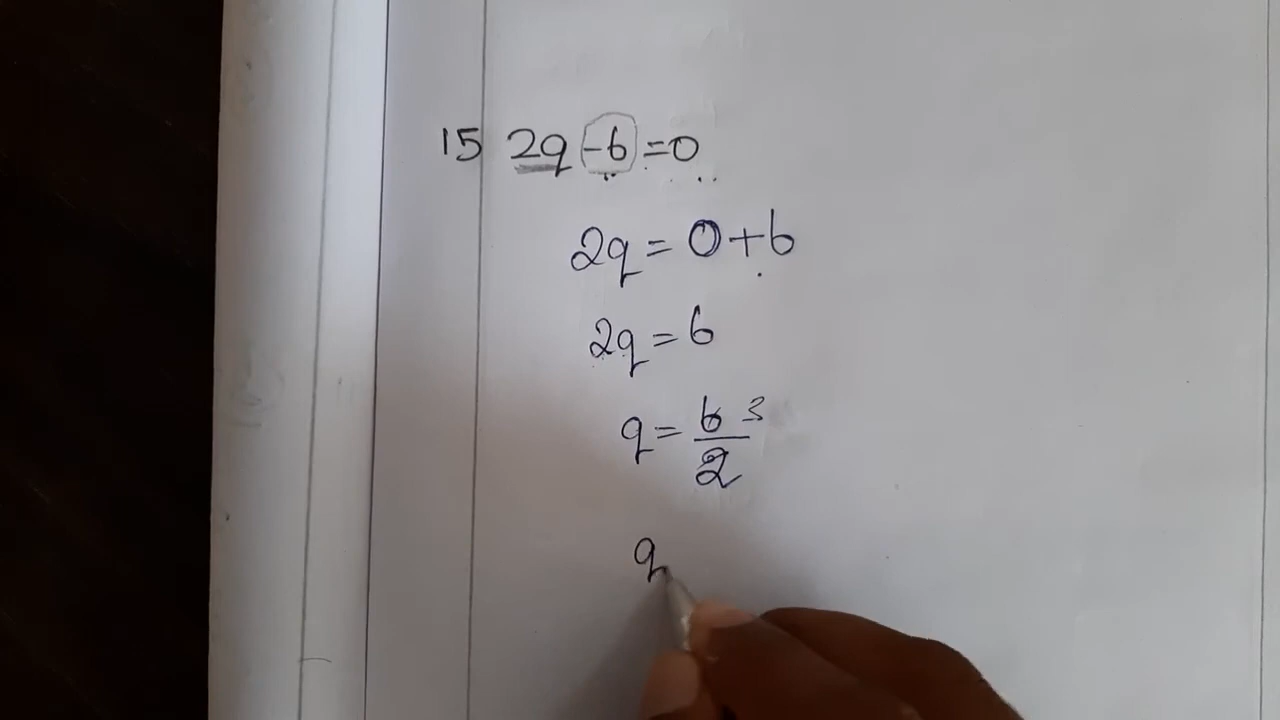 15 2q -6 =0
2q = 0+6
2q = 6
q = 6/2 3
q